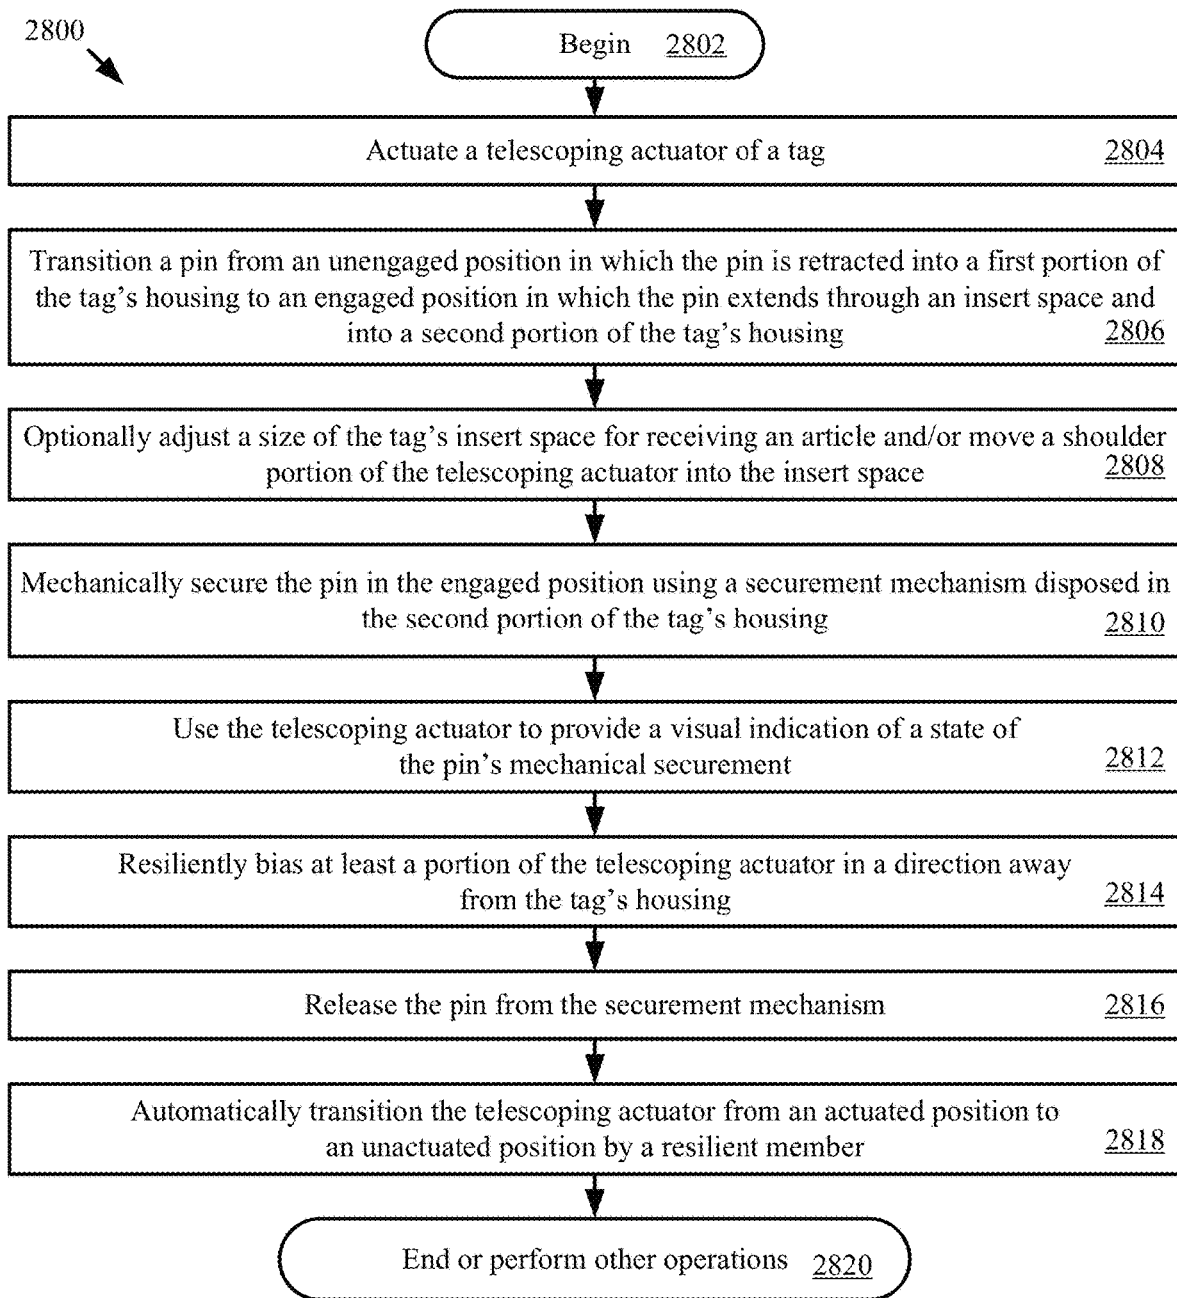 2800
Begin 2802
Actuate a telescoping actuator of a tag 2804
Transition a pin from an unengaged position in which the pin is retracted into a first portion of
the tag's housing to an engaged position in which the pin extends through an insert space and
into a second portion of the tag's housing 2806
Optionally adjust a size of the tag's insert space for receiving an article and/or move a shoulder
portion of the telescoping actuator into the insert space 2808
Mechanically secure the pin in the engaged position using a securement mechanism disposed in
the second portion of the tag's housing 2810
Use the telescoping actuator to provide a visual indication of a state of
the pin's mechanical securement 2812
Resiliently bias at least a portion of the telescoping actuator in a direction away
from the tag's housing 2814
Release the pin from the securement mechanism 2816
Automatically transition the telescoping actuator from an actuated position to
an unactuated position by a resilient member 2818
End or perform other operations 2820